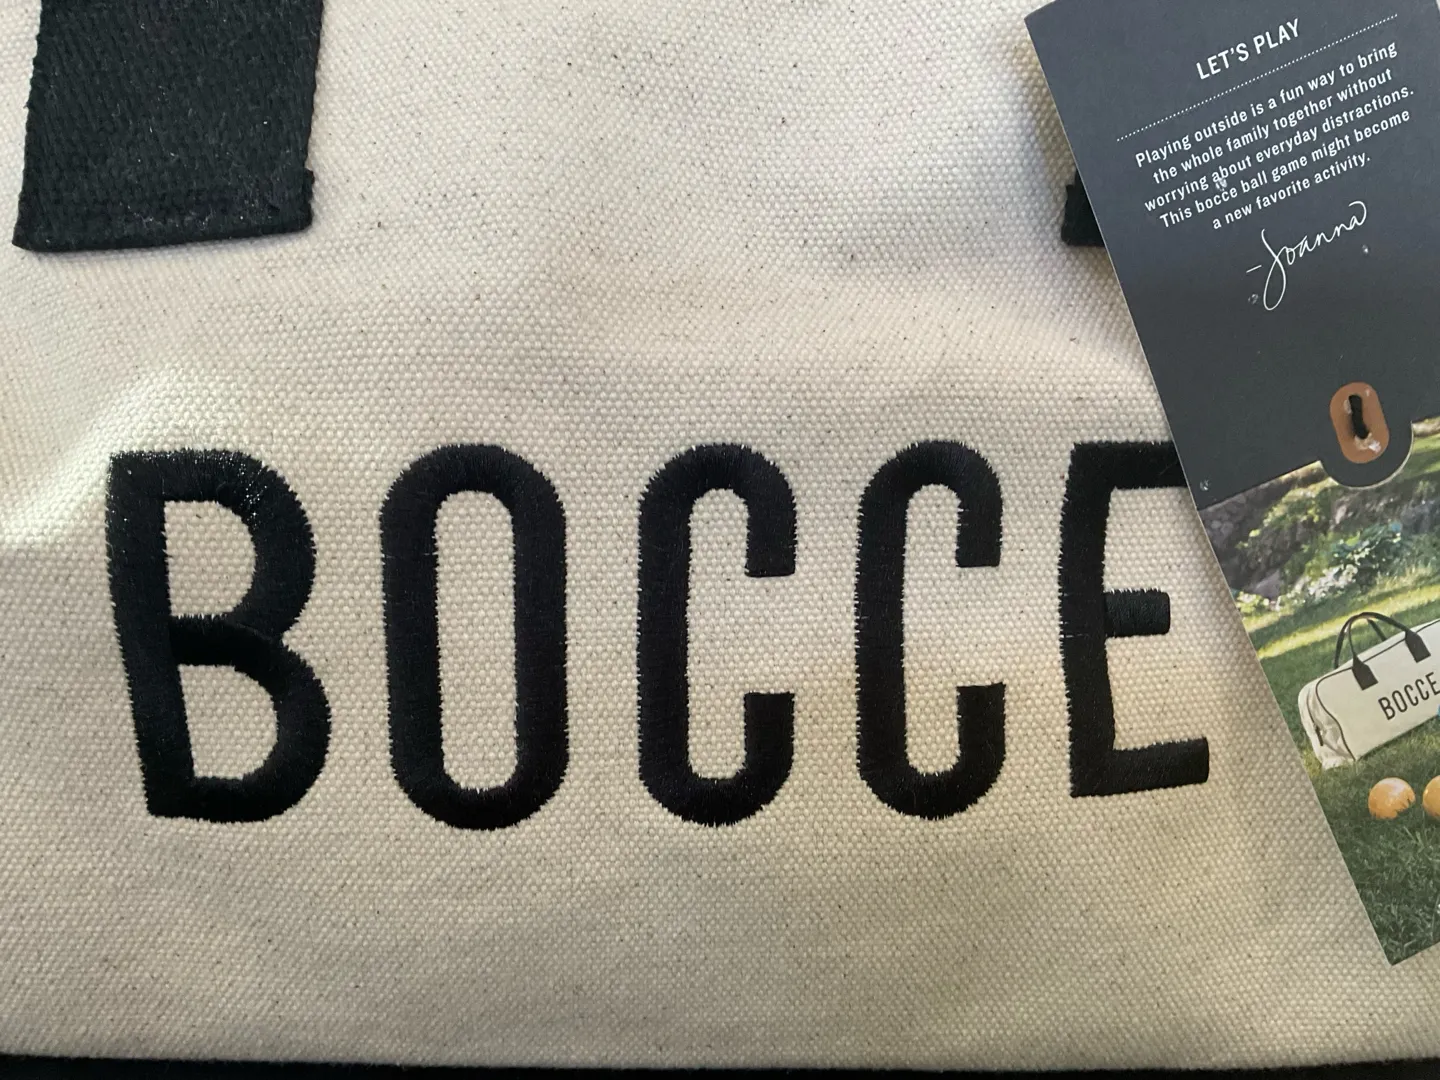 LET'S PLAY
Playing outside is a fun way to bring
the whole family together without
worrying about everyday distractions.
This bocce ball game might become
a new favorite activity.
-Joanna
BOCCE
BOCCE